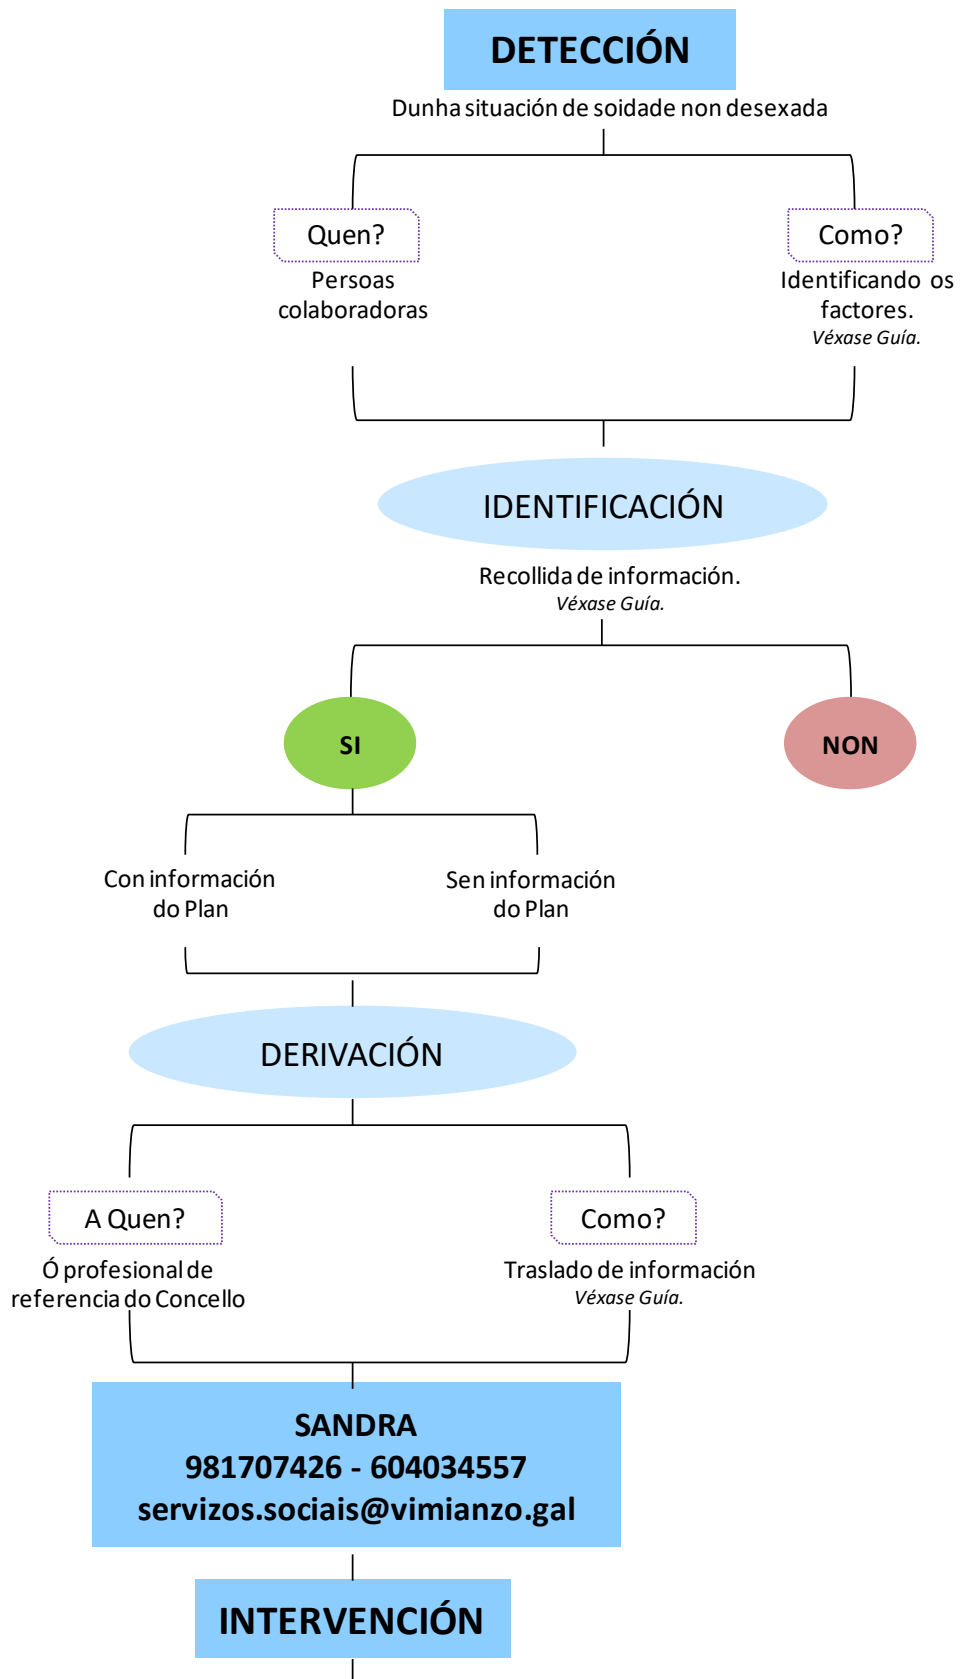 DETECCIÓN
Dunha situación de soidade non desexada
Quen?
Persoas
colaboradoras
Como?
Identificando os
factores.
Véxase Guía.
IDENTIFICACIÓN
Recollida de información.
Véxase Guía.
SI
NON
Con información
do Plan
Sen información
do Plan
DERIVACIÓN
A Quen?
Ó profesional de
referencia do Concello
Como?
Traslado de información
Véxase Guía.
SANDRA
981707426 - 604034557
servizos.sociais@vimianzo.gal
INTERVENCIÓN